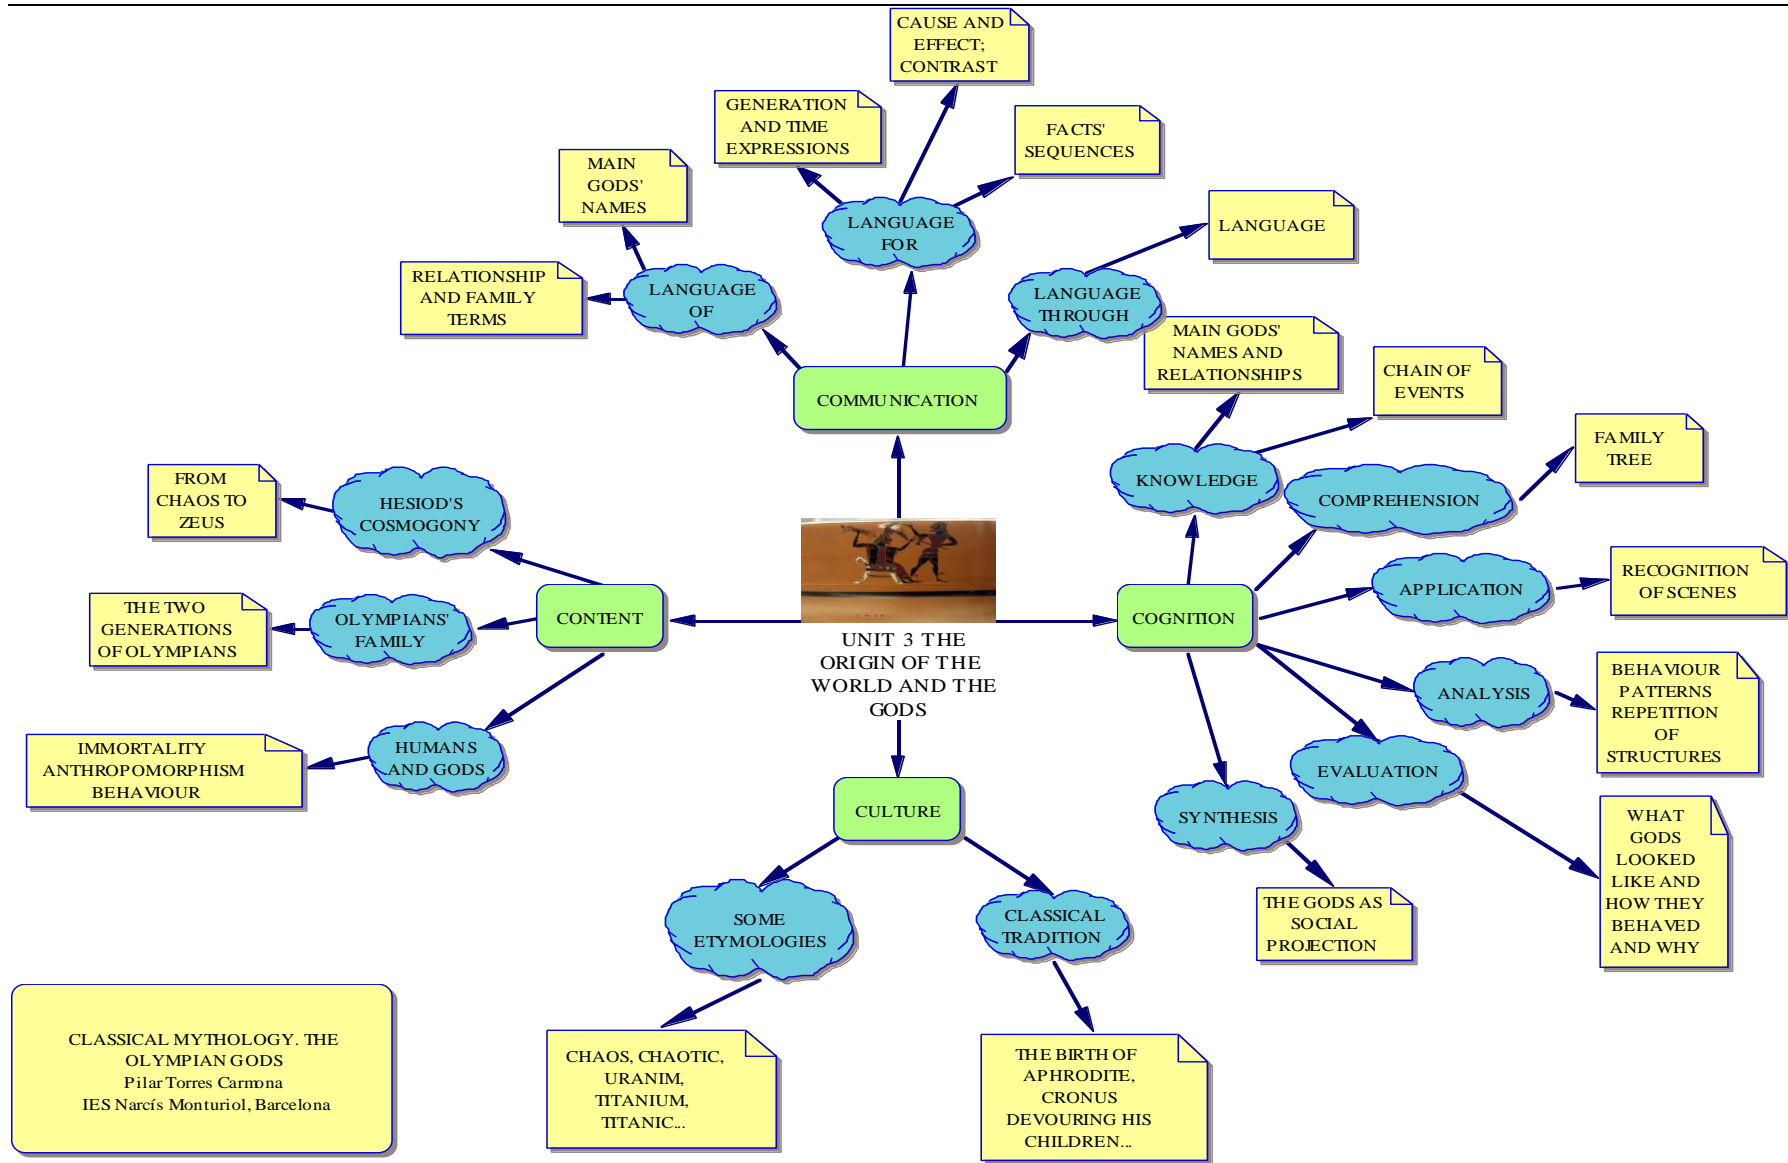 CAUSE AND
EFFECT;
CONTRAST
GENERATION
AND TIME
EXPRESSIONS
FACTS'
SEQUENCES
MAIN
GODS'
NAMES
LANGUAGE
FOR
LANGUAGE
RELATIONSHIP
AND FAMILY
TERMS
LANGUAGE
OF
LANGUAGE
THROUGH
MAIN GODS'
NAMES AND
RELATIONSHIPS
CHAIN OF
EVENTS
COMMUNICATION
FAMILY
TREE
KNOWLEDGE
COMPREHENSION
FROM
CHAOS TO
ZEUS
HESIOD'S
COSMOGONY
RECOGNITION
OF SCENES
APPLICATION
THE TWO
GENERATIONS
OF OLYMPIANS
OLYMPIANS'
FAMILY
CONTENT
COGNITION
UNIT 3 THE
ORIGIN OF THE
WORLD AND THE
GODS
ANALYSIS
BEHAVIOUR
PATTERNS
REPETITION
OF
STRUCTURES
IMMORTALITY
ANTHROPOMORPHISM
BEHAVIOUR
HUMANS
AND GODS
EVALUATION
CULTURE
SYNTHESIS
WHAT
GODS
LOOKED
LIKE AND
HOW THEY
BEHAVED
AND WHY
SOME
ETYMOLOGIES
CLASSICAL
TRADITION
THE GODS AS
SOCIAL
PROJECTION
CLASSICAL MYTHOLOGY. THE
OLYMPIAN GODS
Pilar Torres Carmona
IES Narcís Monturiol, Barcelona
CHAOS, CHAOTIC,
URANIM,
TITANIUM,
TITANIC...
THE BIRTH OF
APHRODITE,
CRONUS
DEVOURING HIS
CHILDREN...